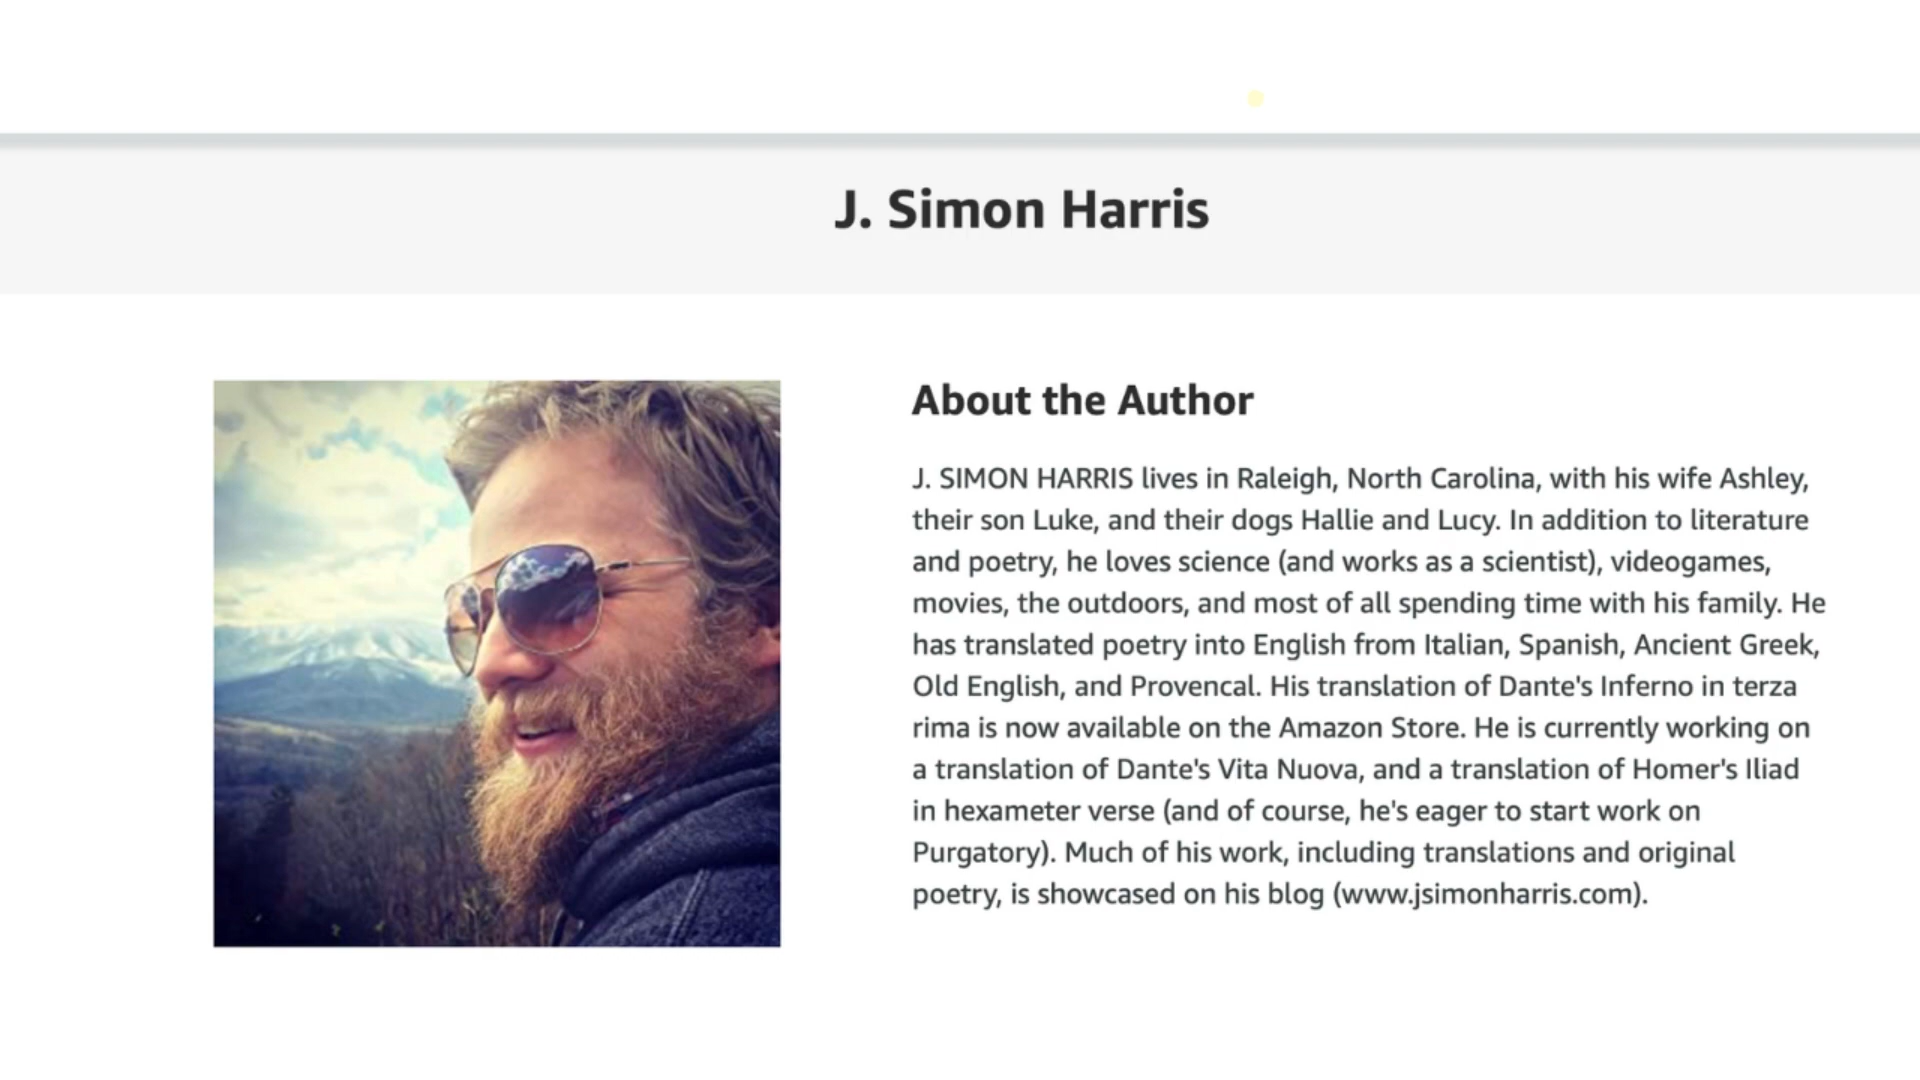 J. Simon Harris
About the Author
J. SIMON HARRIS lives in Raleigh, North Carolina, with his wife Ashley,
their son Luke, and their dogs Hallie and Lucy. In addition to literature
and poetry, he loves science (and works as a scientist), videogames,
movies, the outdoors, and most of all spending time with his family. He
has translated poetry into English from Italian, Spanish, Ancient Greek,
Old English, and Provencal. His translation of Dante's Inferno in terza
rima is now available on the Amazon Store. He is currently working on
a translation of Dante's Vita Nuova, and a translation of Homer's Iliad
in hexameter verse (and of course, he's eager to start work on
Purgatory). Much of his work, including translations and original
poetry, is showcased on his blog (www.jsimonharris.com).